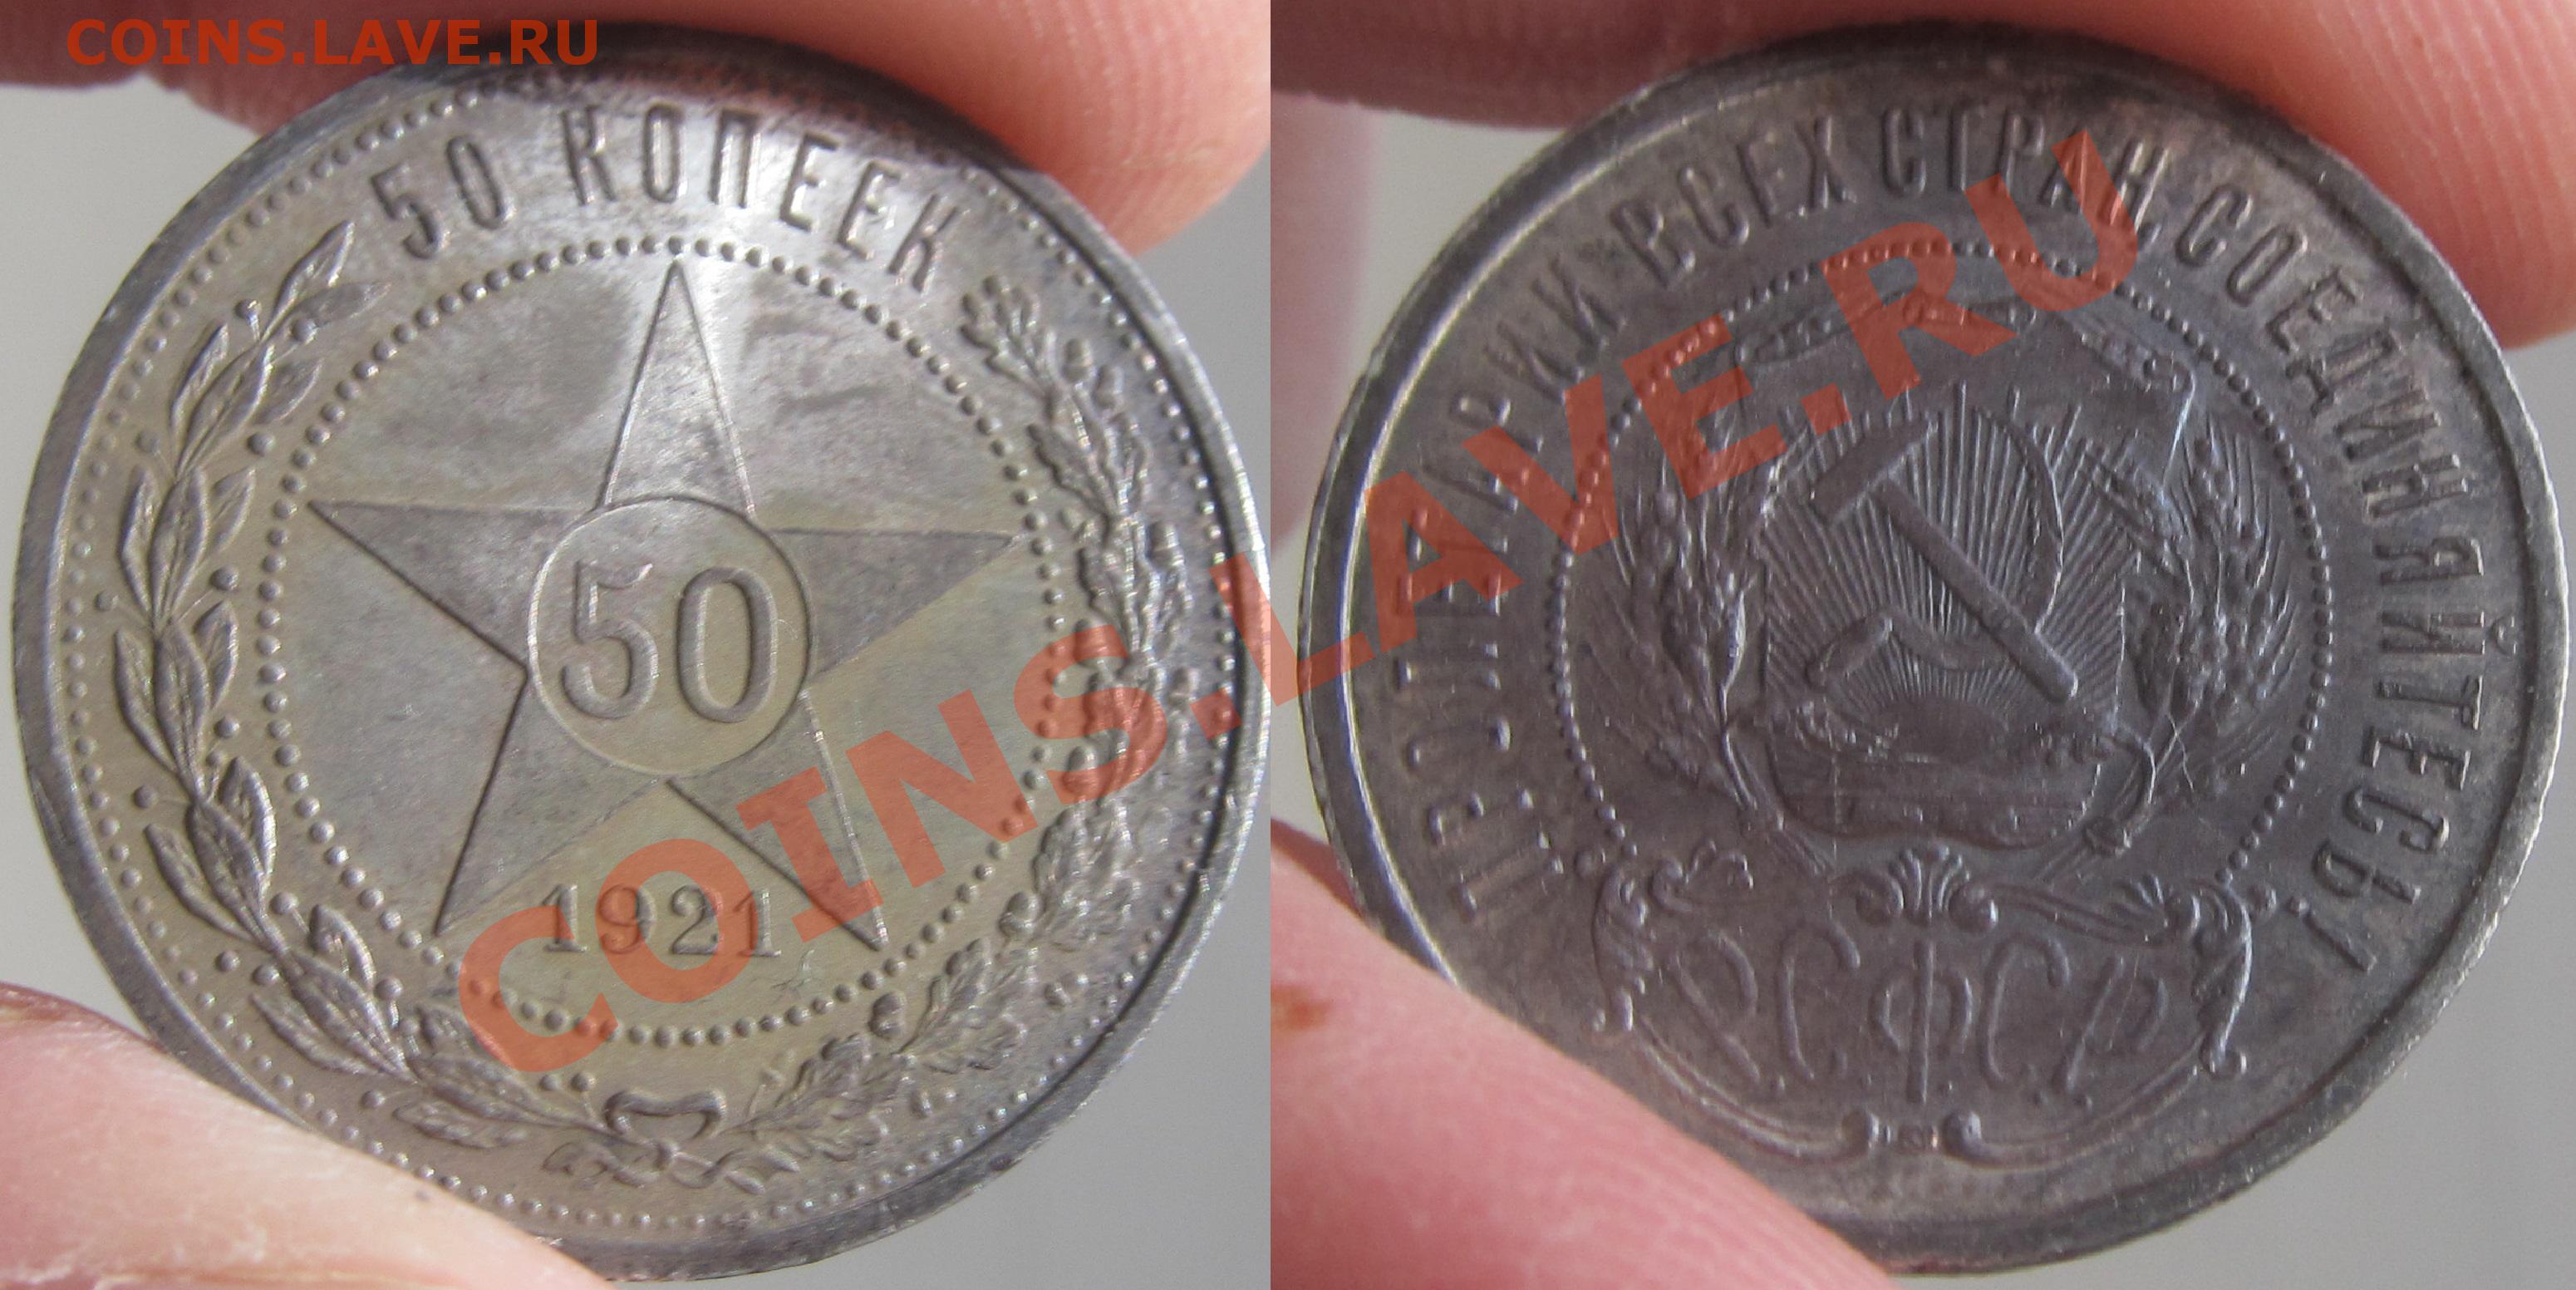 COINS.LAVE.RU
50 КОПЕЕК
50
1921
COINS.LAVE.RU
ПРОЛЕТАРИИ ВСЕХ СТРАН, СОЕДИНЯЙТЕСЬ!
РСФСР